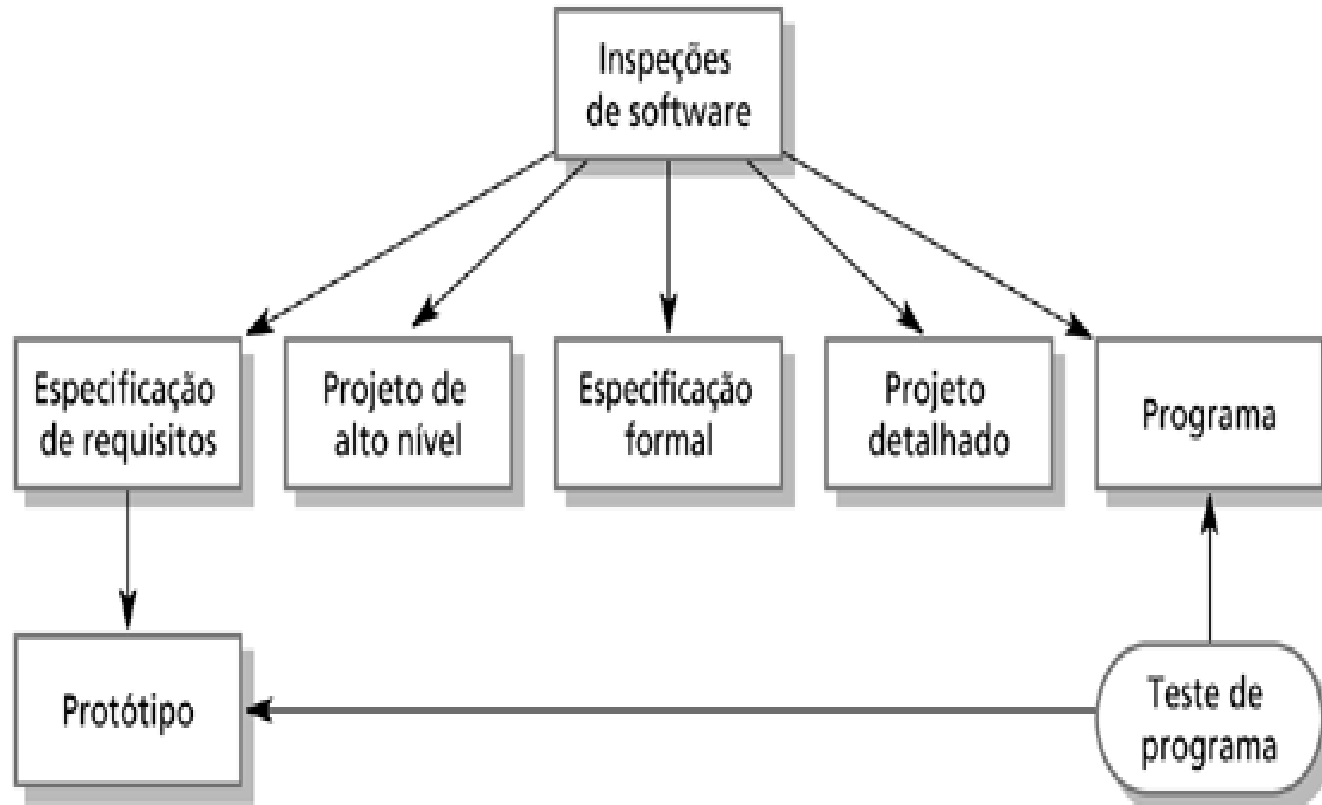 Inspeções
de software
Especificação
de requisitos
Projeto de
alto nível
Especificação
formal
Projeto
detalhado
Programa
Protótipo
Teste de
programa